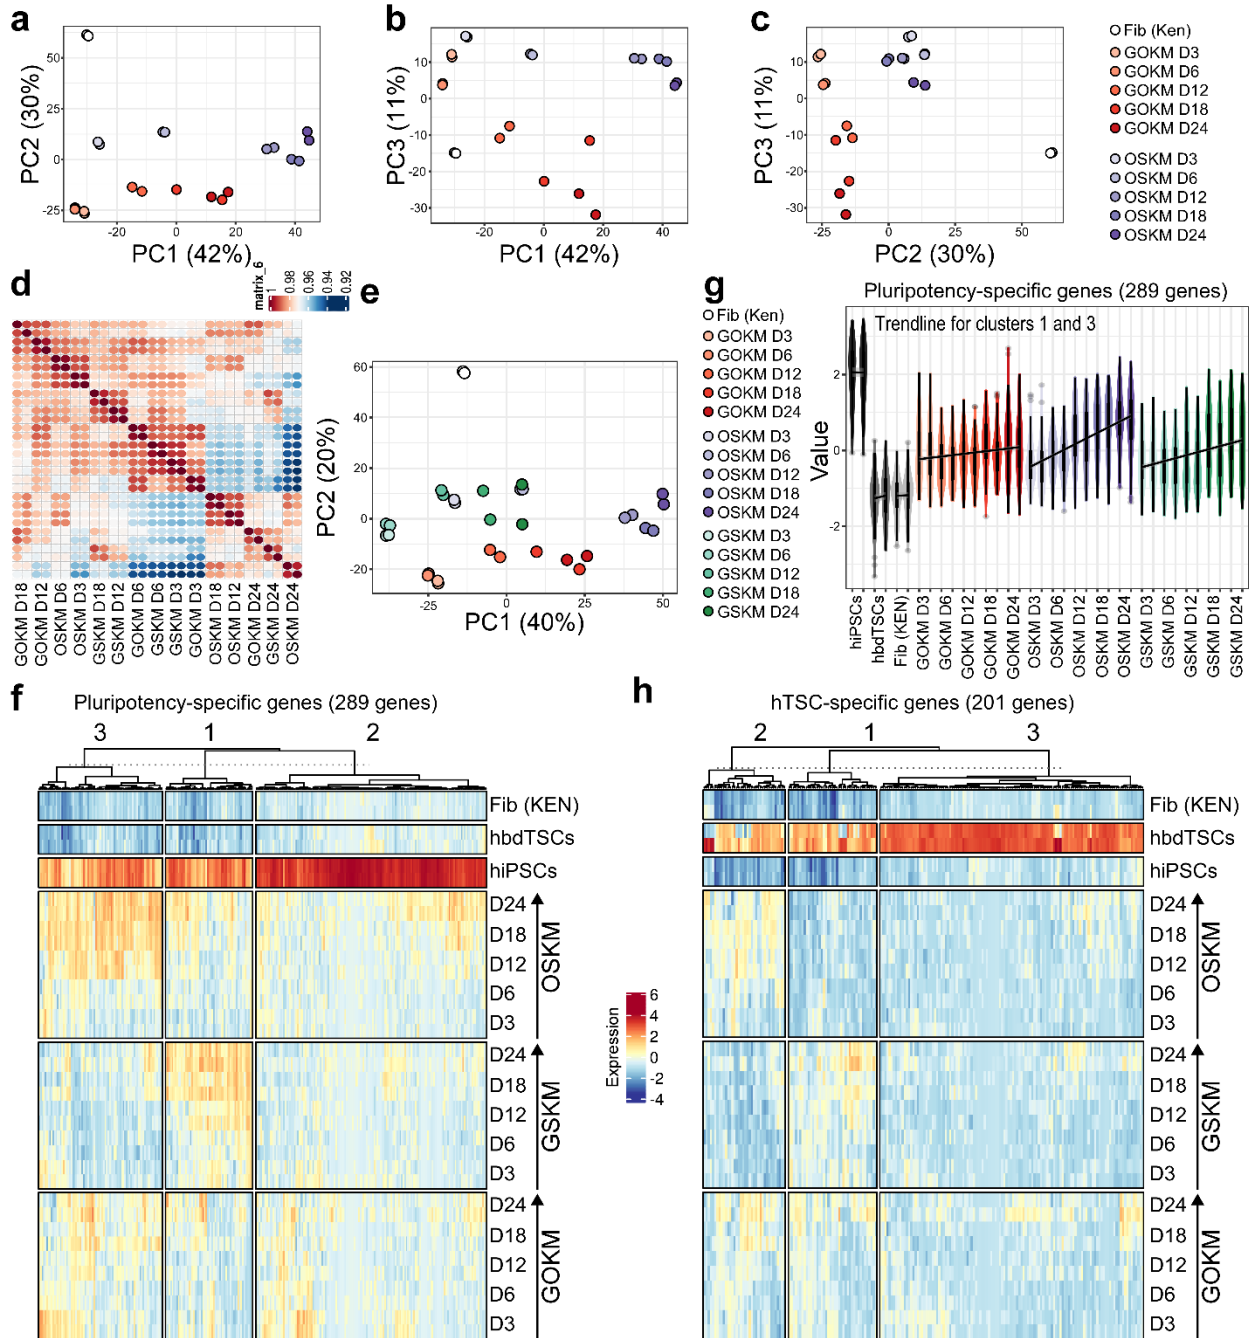 a
PC2 (30%)
50
25
0
-25
-20
0
20
40
PC1 (42%)
b
PC3 (11%)
20
10
0
-10
-20
-30
-20
0
20
40
PC1 (42%)
c
PC3 (11%)
20
10
0
-10
-20
-30
-25
0
25
50
PC2 (30%)
Fib (Ken)
GOKM D3
GOKM D6
GOKM D12
GOKM D18
GOKM D24
OSKM D3
OSKM D6
OSKM D12
OSKM D18
OSKM D24
d
matrix_6
1
0.98
0.96
0.94
0.92
GOKM D18
GOKM D12
OSKM D6
OSKM D3
GSKM D18
GSKM D12
GOKM D6
GSKM D6
GSKM D3
GOKM D3
OSKM D18
OSKM D12
GOKM D24
GSKM D24
OSKM D24
e
PC2 (20%)
60
40
20
0
-20
-25
0
25
50
PC1 (40%)
Fib (Ken)
GOKM D3
GOKM D6
GOKM D12
GOKM D18
GOKM D24
OSKM D3
OSKM D6
OSKM D12
OSKM D18
OSKM D24
GSKM D3
GSKM D6
GSKM D12
GSKM D18
GSKM D24
g
Pluripotency-specific genes (289 genes)
Trendline for clusters 1 and 3
Value
2
0
-2
hiPSCs
hbdTSCs
Fib (KEN)
GOKM D3
GOKM D6
GOKM D12
GOKM D18
GOKM D24
OSKM D3
OSKM D6
OSKM D12
OSKM D18
OSKM D24
GSKM D3
GSKM D6
GSKM D12
GSKM D18
GSKM D24
f
Pluripotency-specific genes (289 genes)
3
1
2
Fib (KEN)
hbdTSCs
hiPSCs
D24
D18
D12
D6
D3
OSKM
D24
D18
D12
D6
D3
GSKM
D24
D18
D12
D6
D3
GOKM
Expression
6
4
2
0
-2
-4
h
hTSC-specific genes (201 genes)
2
1
3
Fib (KEN)
hbdTSCs
hiPSCs
D24
D18
D12
D6
D3
OSKM
D24
D18
D12
D6
D3
GSKM
D24
D18
D12
D6
D3
GOKM